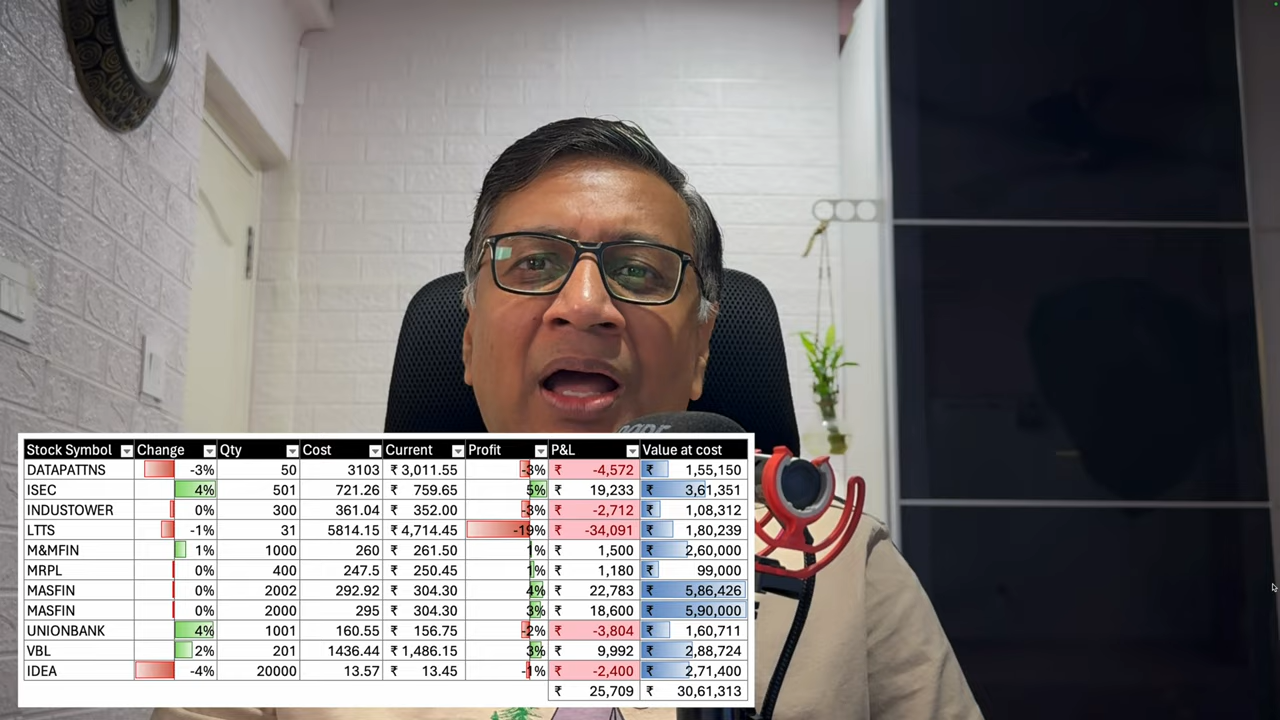 RODE
Stock Symbol Change Qty Cost Current Profit P&L Value at cost
DATAPATTNS -3% 50 3103 ₹ 3,011.55 -3% ₹ -4,572 ₹ 1,55,150
ISEC 4% 501 721.26 ₹ 759.65 5% ₹ 19,233 ₹ 3,61,351
INDUSTOWER 0% 300 361.04 ₹ 352.00 -3% ₹ -2,712 ₹ 1,08,312
LTTS -1% 31 5814.15 ₹ 4,714.45 -19% ₹ -34,091 ₹ 1,80,239
M&MFIN 1% 1000 260 ₹ 261.50 1% ₹ 1,500 ₹ 2,60,000
MRPL 0% 400 247.5 ₹ 250.45 1% ₹ 1,180 ₹ 99,000
MASFIN 0% 2002 292.92 ₹ 304.30 4% ₹ 22,783 ₹ 5,86,426
MASFIN 0% 2000 295 ₹ 304.30 3% ₹ 18,600 ₹ 5,90,000
UNIONBANK 4% 1001 160.55 ₹ 156.75 -2% ₹ -3,804 ₹ 1,60,711
VBL 2% 201 1436.44 ₹ 1,486.15 3% ₹ 9,992 ₹ 2,88,724
IDEA -4% 20000 13.57 ₹ 13.45 -1% ₹ -2,400 ₹ 2,71,400
₹ 25,709 ₹ 30,61,313